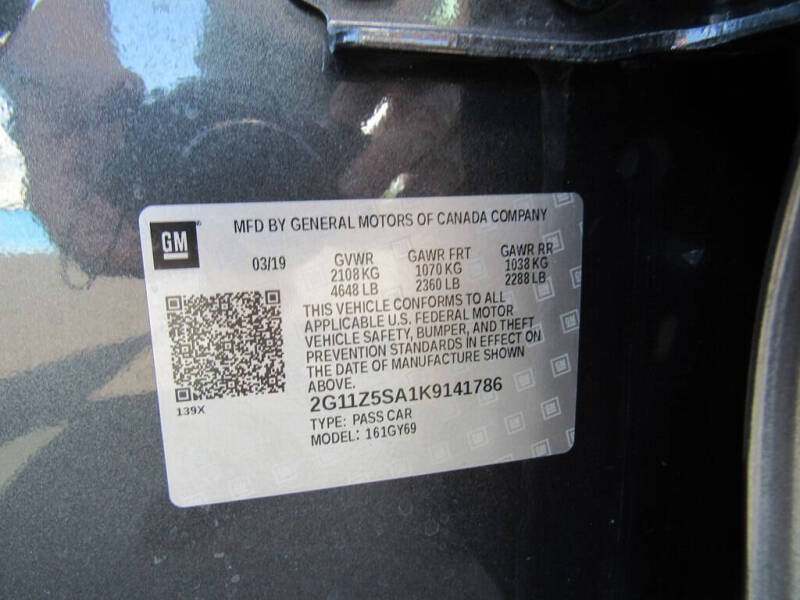 GM
MFD BY GENERAL MOTORS OF CANADA COMPANY
03/19 GVWR GAWR FRT GAWR RR
2108 KG 1070 KG 1038 KG
4648 LB 2360 LB 2288 LB
THIS VEHICLE CONFORMS TO ALL
APPLICABLE U.S. FEDERAL MOTOR
VEHICLE SAFETY, BUMPER, AND THEFT
PREVENTION STANDARDS IN EFFECT ON
THE DATE OF MANUFACTURE SHOWN
ABOVE.
139X
2G11Z5SA1K9141786
TYPE: PASS CAR
MODEL: 161GY69